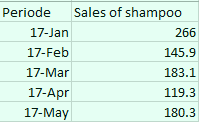 Periode Sales of shampoo
17-Jan 266
17-Feb 145.9
17-Mar 183.1
17-Apr 119.3
17-May 180.3